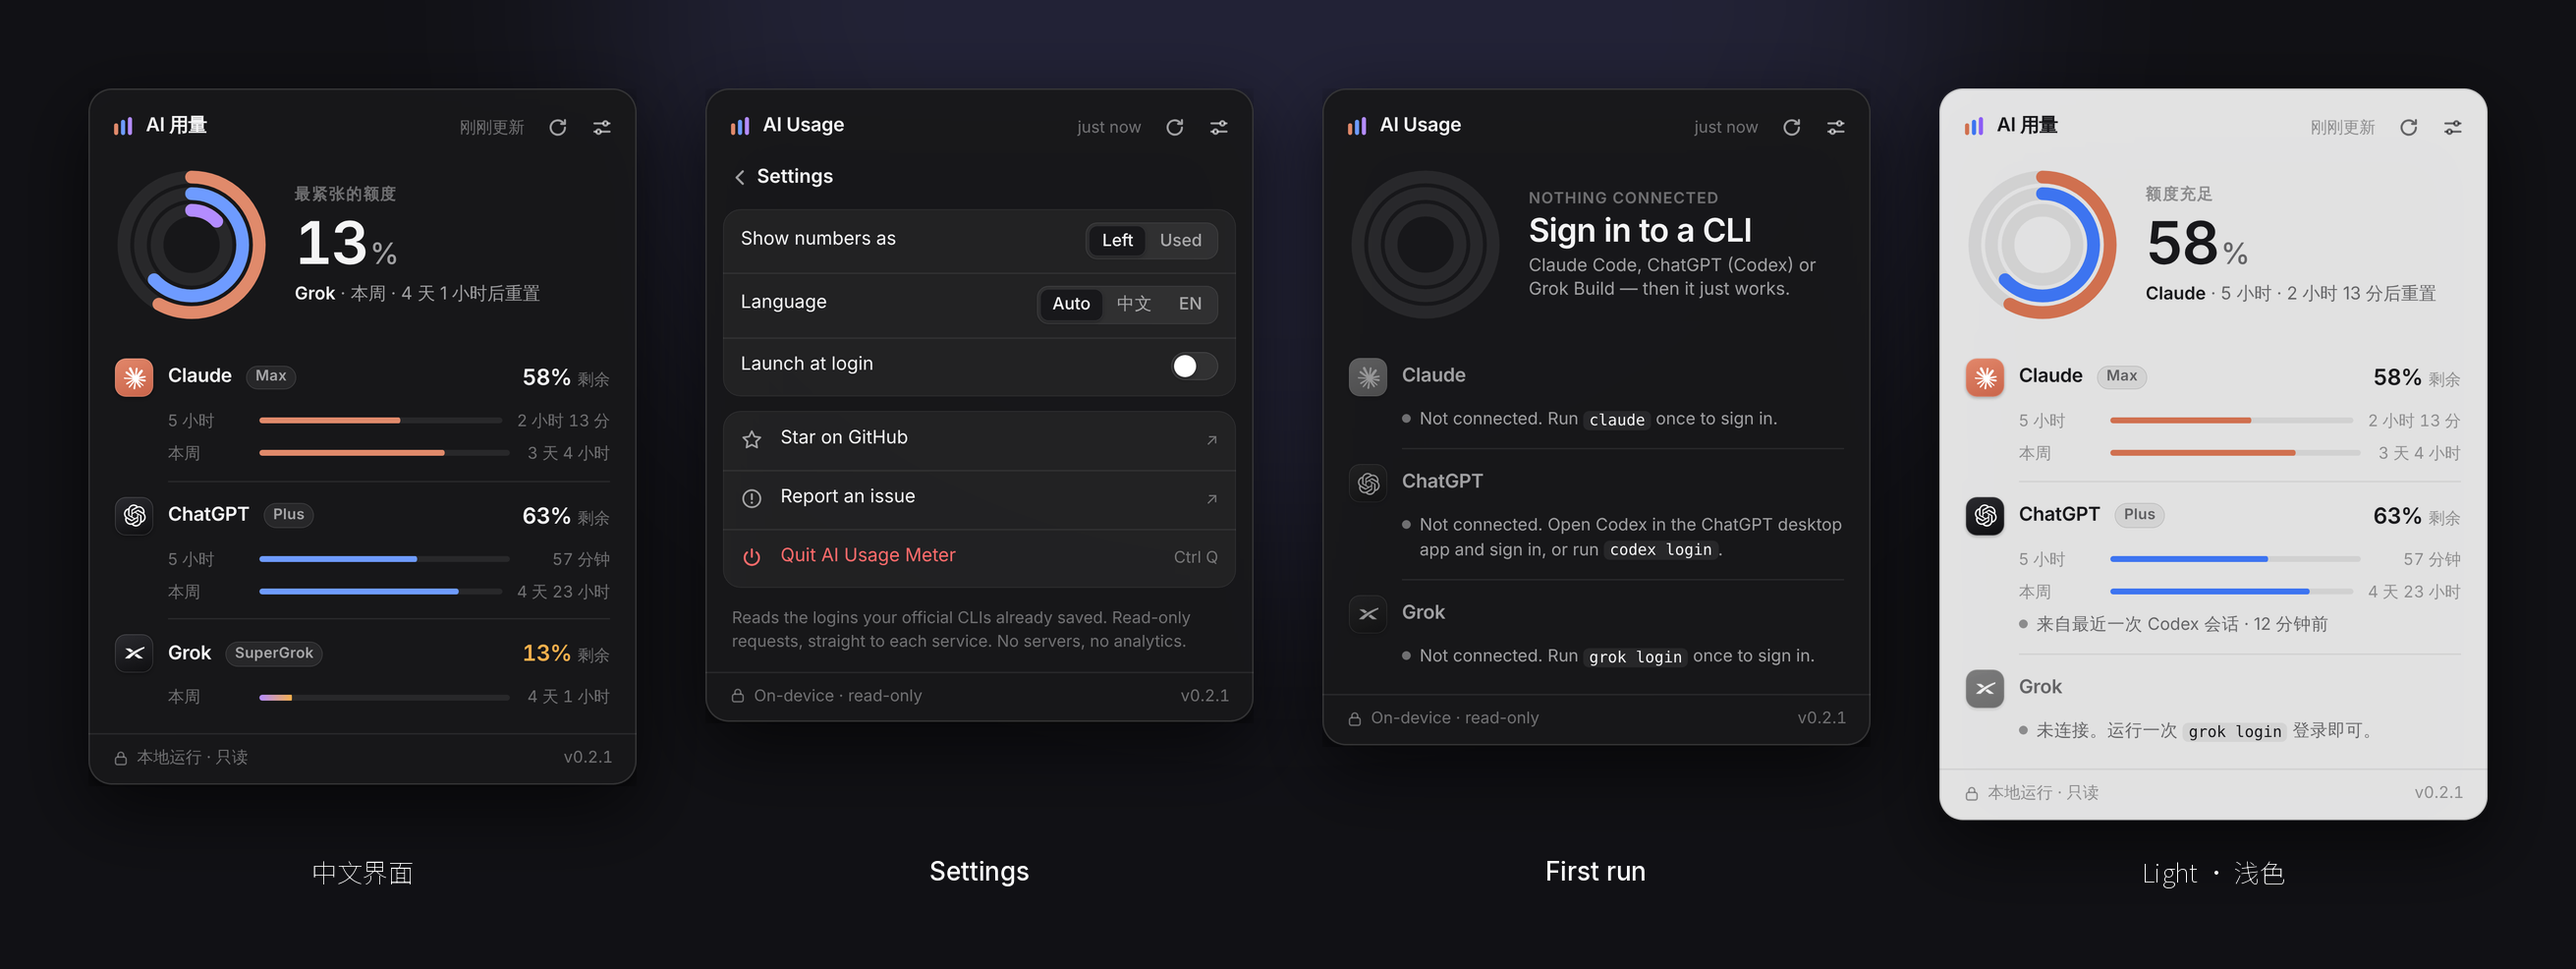 AI 用量
刚刚更新
最紧张的额度
13%
Grok · 本周 · 4 天 1 小时后重置
Claude Max 58% 剩余
5 小时 2 小时 13 分
本周 3 天 4 小时
ChatGPT Plus 63% 剩余
5 小时 57 分钟
本周 4 天 23 小时
Grok SuperGrok 13% 剩余
本周 4 天 1 小时
本地运行 · 只读 v0.2.1
中文界面
AI Usage
just now
Settings
Show numbers as Left Used
Language Auto 中文 EN
Launch at login
Star on GitHub
Report an issue
Quit AI Usage Meter Ctrl Q
Reads the logins your official CLIs already saved. Read-only
requests, straight to each service. No servers, no analytics.
On-device · read-only v0.2.1
Settings
AI Usage
just now
NOTHING CONNECTED
Sign in to a CLI
Claude Code, ChatGPT (Codex) or
Grok Build — then it just works.
Claude
Not connected. Run claude once to sign in.
ChatGPT
Not connected. Open Codex in the ChatGPT desktop
app and sign in, or run codex login.
Grok
Not connected. Run grok login once to sign in.
On-device · read-only v0.2.1
First run
AI 用量
刚刚更新
额度充足
58%
Claude · 5 小时 · 2 小时 13 分后重置
Claude Max 58% 剩余
5 小时 2 小时 13 分
本周 3 天 4 小时
ChatGPT Plus 63% 剩余
5 小时 57 分钟
本周 4 天 23 小时
来自最近一次 Codex 会话 · 12 分钟前
Grok
未连接。运行一次 grok login 登录即可。
本地运行 · 只读 v0.2.1
Light · 浅色